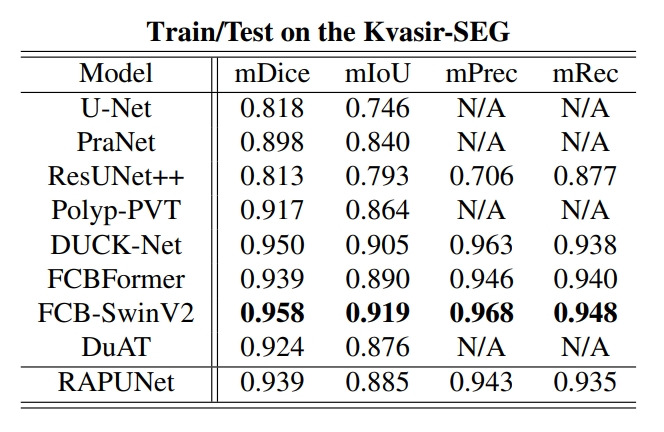 Train/Test on the Kvasir-SEG
Model mDice mIoU mPrec mRec
U-Net 0.818 0.746 N/A N/A
PraNet 0.898 0.840 N/A N/A
ResUNet++ 0.813 0.793 0.706 0.877
Polyp-PVT 0.917 0.864 N/A N/A
DUCK-Net 0.950 0.905 0.963 0.938
FCBFormer 0.939 0.890 0.946 0.940
FCB-SwinV2 0.958 0.919 0.968 0.948
DuAT 0.924 0.876 N/A N/A
RAPUNet 0.939 0.885 0.943 0.935